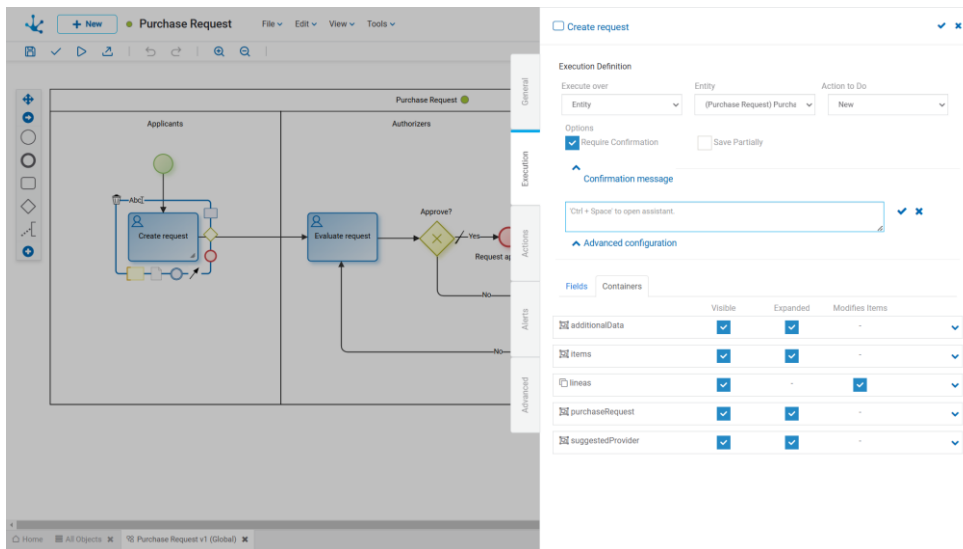 + New
Purchase Request
File Edit View Tools
Purchase Request
Applicants
Authorizers
Abc
Create request
Evaluate request
Approve?
Yes
No
No
General
Execution
Actions
Alerts
Advanced
Home
All Objects
Purchase Request v1 (Global)
Create request
Execution Definition
Execute over Entity Action to Do
Entity (Purchase Request) Purcha New
Options
Require Confirmation Save Partially
Confirmation message
'Ctrl + Space' to open assistant.
Advanced configuration
Fields Containers
Visible Expanded Modifies Items
additionalData -
items -
lineas -
purchaseRequest -
suggestedProvider -